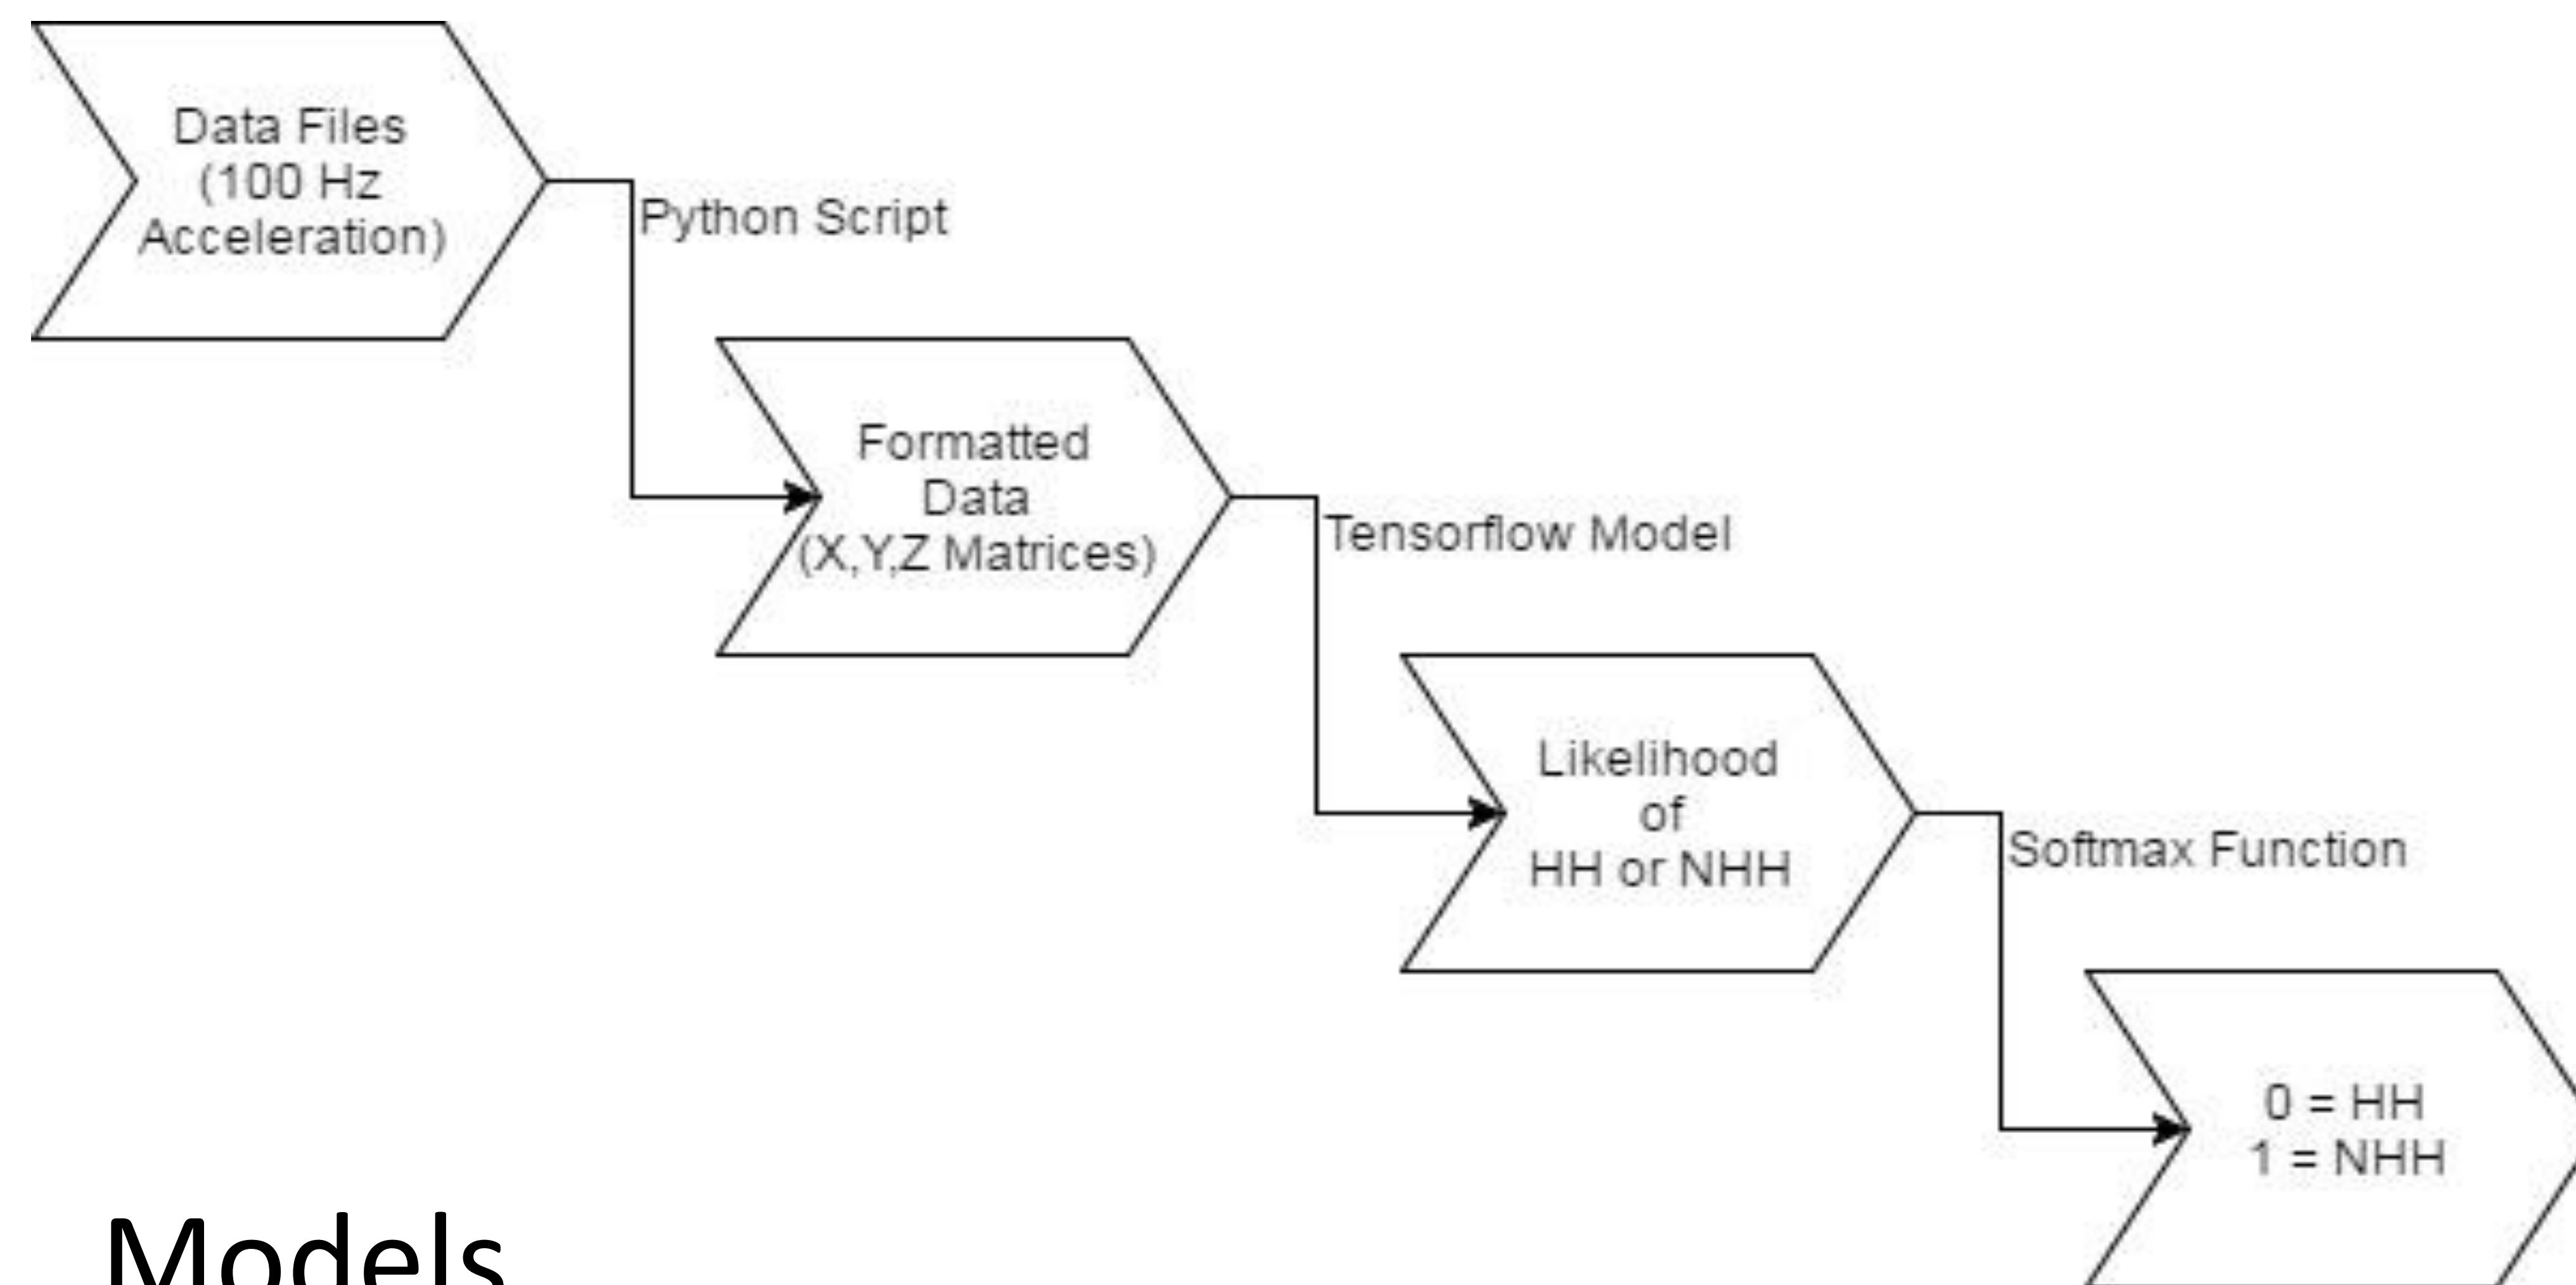 Data Files
(100 Hz
Acceleration)
Python Script
Formatted
Data
(X,Y,Z Matrices)
Tensorflow Model
Likelihood
of
HH or NHH
Softmax Function
0 = HH
1 = NHH
Models